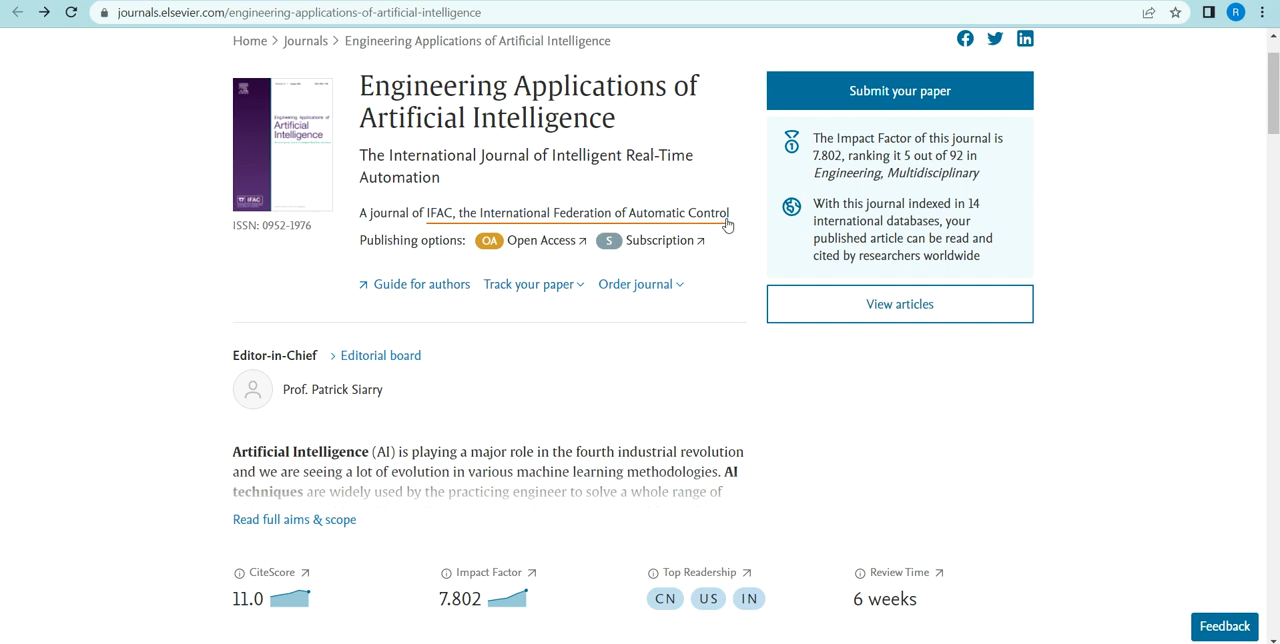 journals.elsevier.com/engineering-applications-of-artificial-intelligence
R
Home > Journals > Engineering Applications of Artificial Intelligence
Engineering Applications of
Artificial
Intelligence
IFAC
ISSN: 0952-1976
Engineering Applications of
Artificial Intelligence
The International Journal of Intelligent Real-Time
Automation
A journal of IFAC, the International Federation of Automatic Control
Publishing options: OA Open Access S Subscription
Guide for authors Track your paper Order journal
Submit your paper
The Impact Factor of this journal is
7.802, ranking it 5 out of 92 in
Engineering, Multidisciplinary
With this journal indexed in 14
international databases, your
published article can be read and
cited by researchers worldwide
View articles
Editor-in-Chief > Editorial board
Prof. Patrick Siarry
Artificial Intelligence (AI) is playing a major role in the fourth industrial revolution
and we are seeing a lot of evolution in various machine learning methodologies. AI
techniques are widely used by the practicing engineer to solve a whole range of
Read full aims & scope
CiteScore
11.0
Impact Factor
7.802
Top Readership
CN US IN
Review Time
6 weeks
Feedback